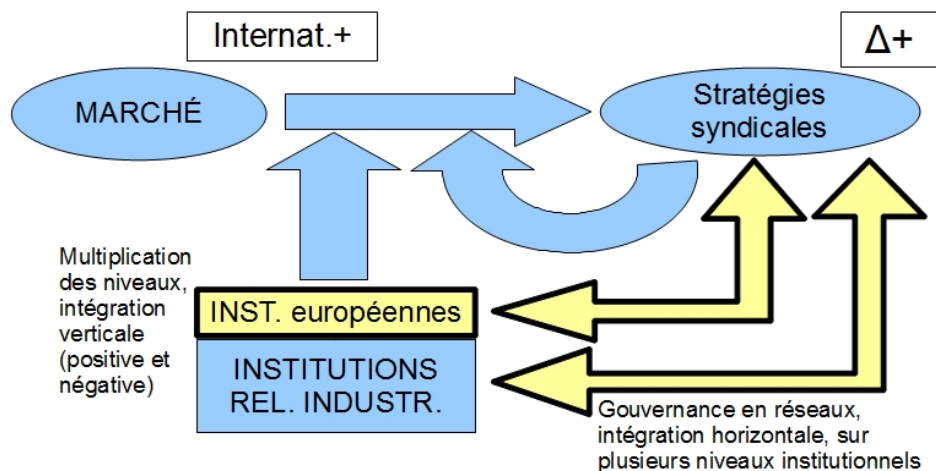 Internat.+
Δ+
MARCHÉ
Stratégies
syndicales
Multiplication
des niveaux,
intégration
verticale
(positive et
négative)
INST. européennes
INSTITUTIONS
REL. INDUSTR.
Gouvernance en réseaux,
intégration horizontale, sur
plusieurs niveaux institutionnels